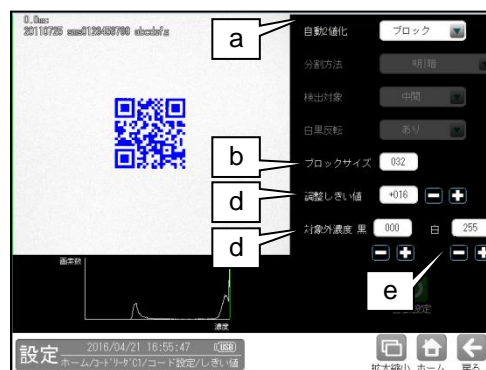 0.0ms
a
自動2値化 ブロック
分割方法 明|暗
検出対象 中間
白黒反転 あり
b
ブロックサイズ 032
d
調整しきい値 +016
d
対象外濃度 黒 000 白 255
e
画素数
濃度
設定
2016/04/21 16:55:47 USB
ホーム/コードリーダC1/コード設定/しきい値
拡大縮小 ホーム 戻る